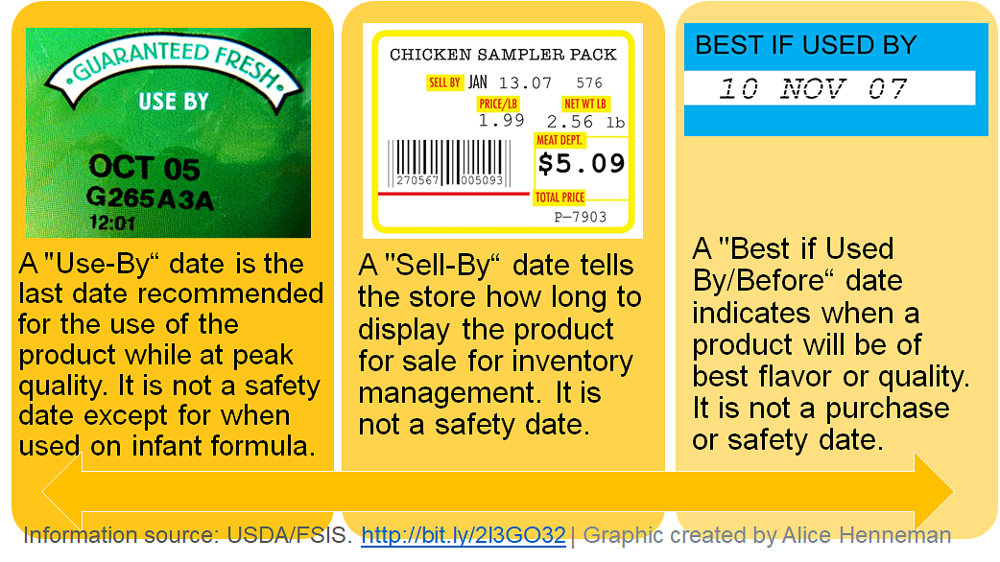 GUARANTEED FRESH
USE BY
OCT 05
G265A3A
12:01
A "Use-By“ date is the
last date recommended
for the use of the
product while at peak
quality. It is not a safety
date except for when
used on infant formula.
CHICKEN SAMPLER PACK
SELL BY JAN 13.07 576
PRICE/LB NET WT LB
1.99 2.56 lb
MEAT DEPT.
$5.09
270567 005093
TOTAL PRICE
P-7903
A "Sell-By“ date tells
the store how long to
display the product
for sale for inventory
management. It is
not a safety date.
BEST IF USED BY
10 NOV 07
A "Best if Used
By/Before“ date
indicates when a
product will be of
best flavor or quality.
It is not a purchase
or safety date.
Information source: USDA/FSIS. http://bit.ly/2l3GO32 | Graphic created by Alice Henneman